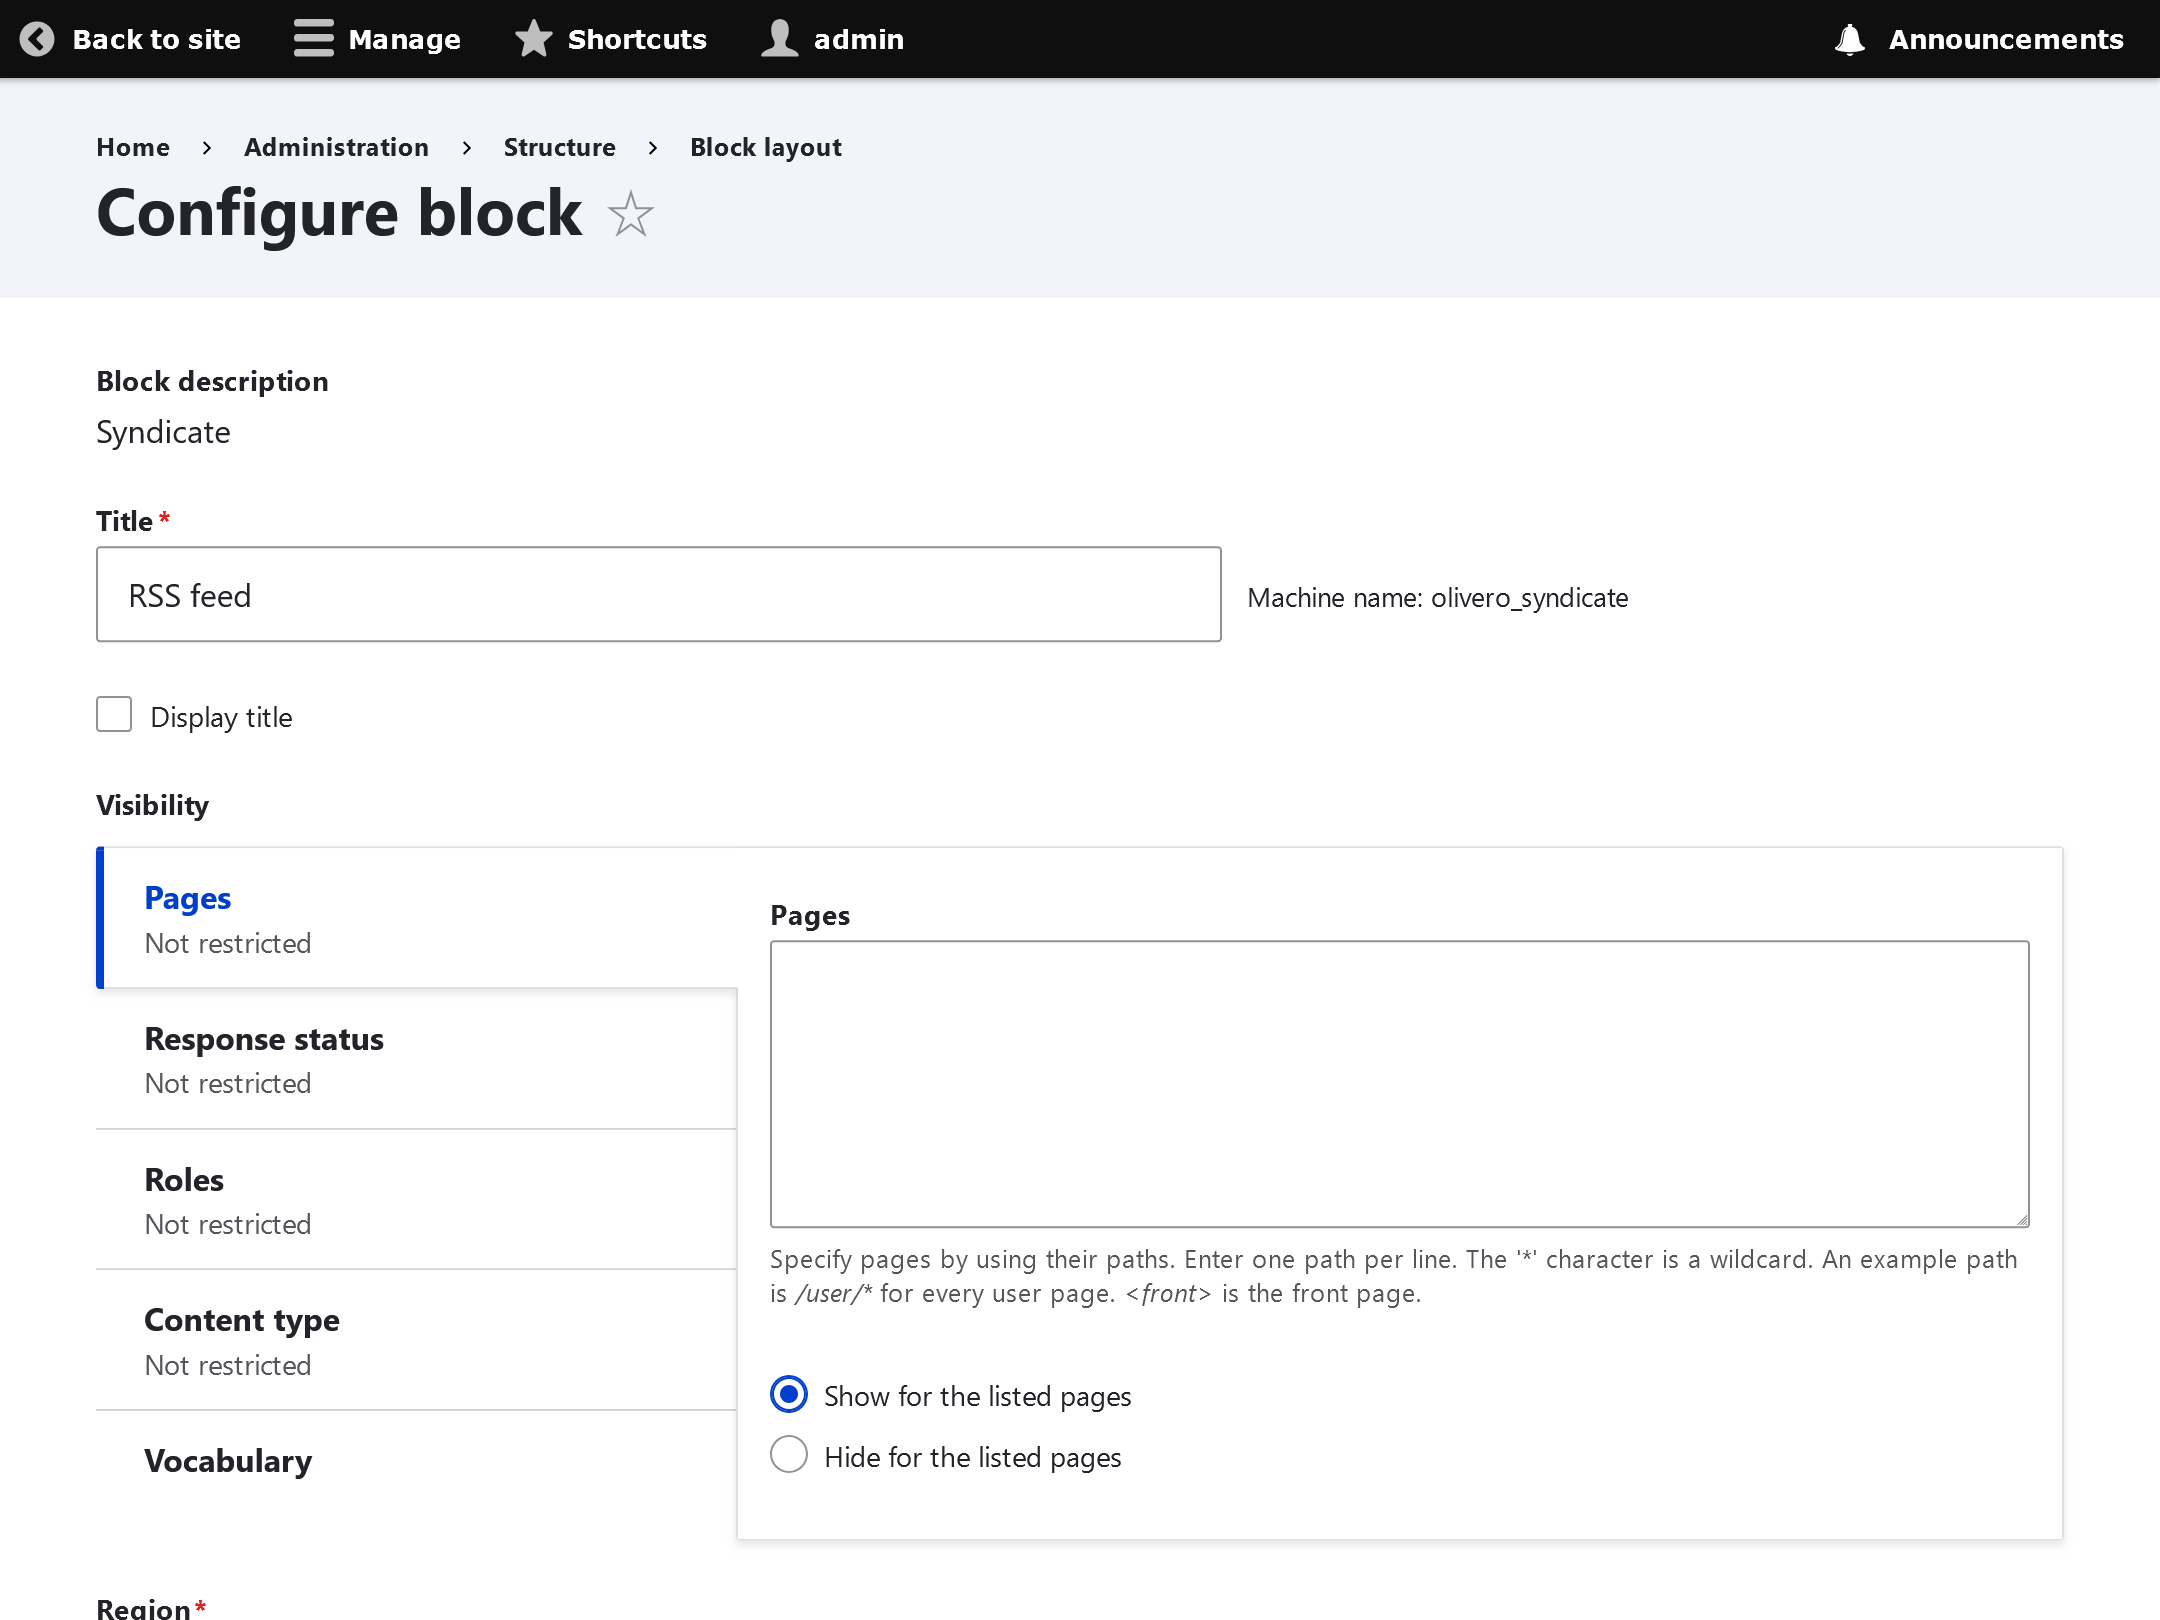 Back to site Manage Shortcuts admin Announcements
Home > Administration > Structure > Block layout
Configure block
Block description
Syndicate
Title*
RSS feed
Machine name: olivero_syndicate
Display title
Visibility
Pages
Not restricted
Response status
Not restricted
Roles
Not restricted
Content type
Not restricted
Vocabulary
Pages
Specify pages by using their paths. Enter one path per line. The '*' character is a wildcard. An example path
is /user/* for every user page. <front> is the front page.
Show for the listed pages
Hide for the listed pages
Region*